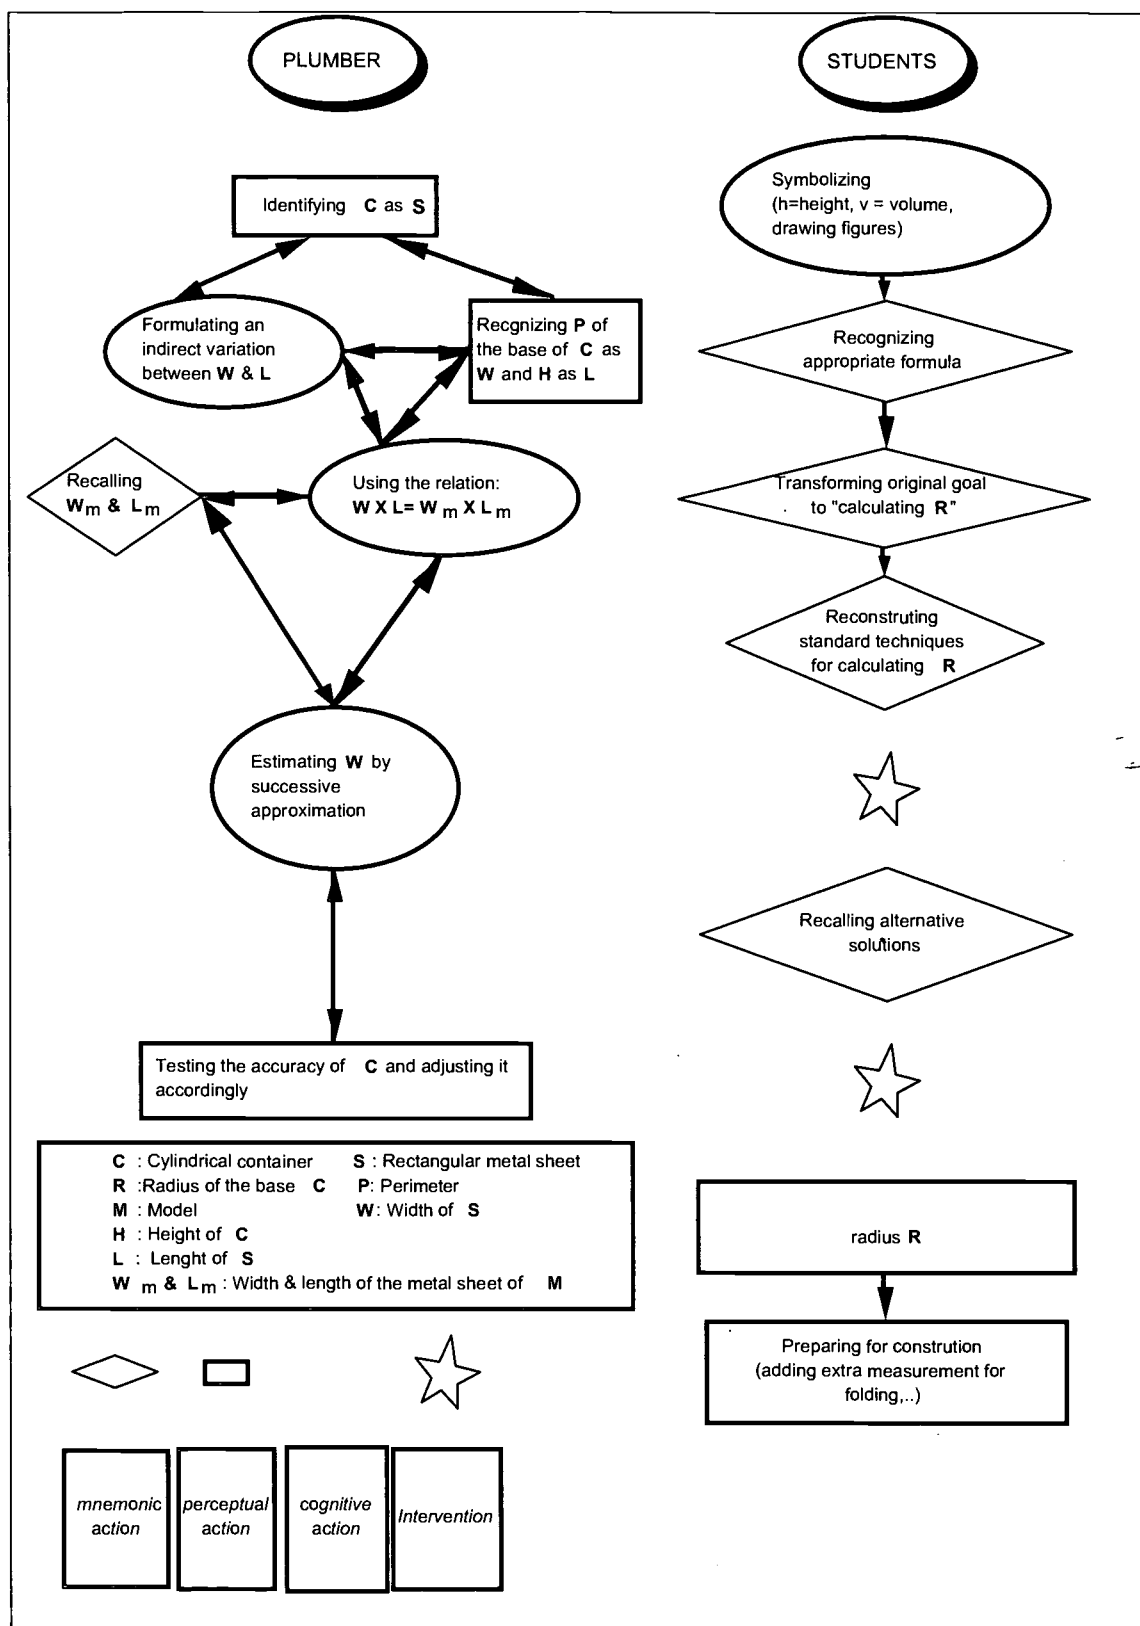 PLUMBER
Identifying C as S
Formulating an
indirect variation
between W & L
Recgnizing P of
the base of C as
W and H as L
Recalling
Wm & Lm
Using the relation:
W X L= Wm X Lm
Estimating W by
successive
approximation
Testing the accuracy of C and adjusting it
accordingly
STUDENTS
Symbolizing
(h=height, v = volume,
drawing figures)
Recognizing
appropriate formula
Transforming original goal
to "calculating R"
Reconstruting
standard techniques
for calculating R
Recalling alternative
solutions
radius R
Preparing for constrution
(adding extra measurement for
folding,..)
C : Cylindrical container S : Rectangular metal sheet
R :Radius of the base C P: Perimeter
M : Model W: Width of S
H : Height of C
L : Lenght of S
W m & Lm : Width & length of the metal sheet of M
mnemonic
action
perceptual
action
cognitive
action
Intervention